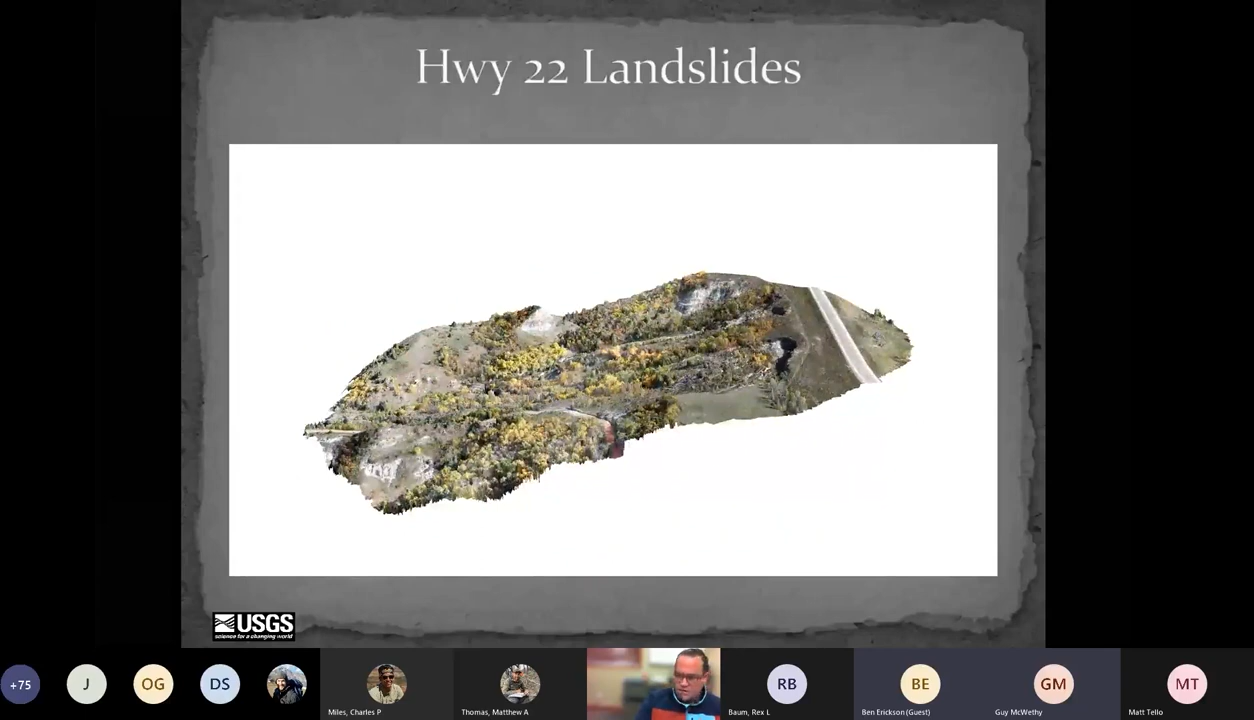 Hwy 22 Landslides
USGS
science for a changing world
+75
J
OG
DS
RB
BE
GM
MT
Miles, Charles P
Thomas, Matthew A
Baum, Rex L
Ben Erickson (Guest)
Guy McWethy
Matt Tello